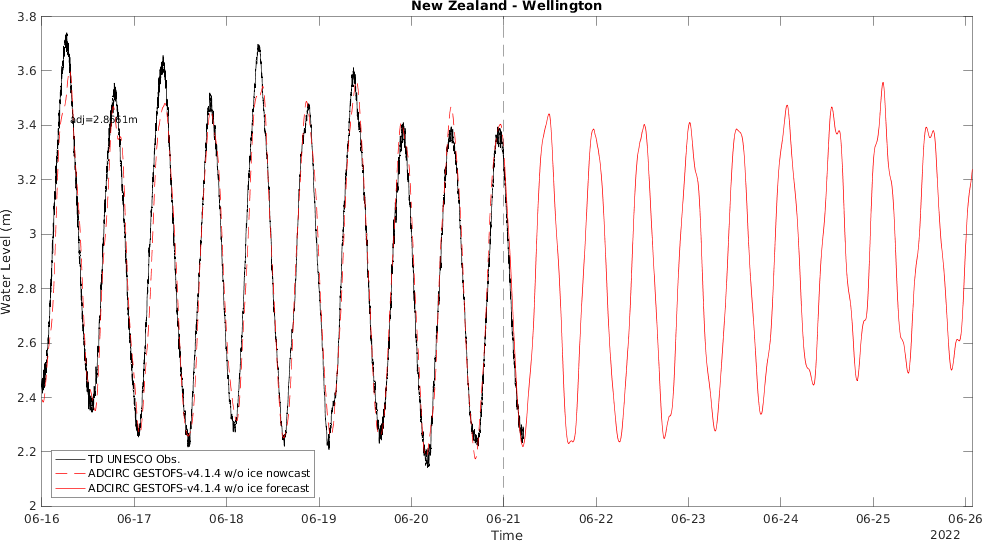 New Zealand - Wellington
Water Level (m)
3.8
3.6
3.4
3.2
3
2.8
2.6
2.4
2.2
2
adj=2.8661m
TD UNESCO Obs.
ADCIRC GESTOFS-v4.1.4 w/o ice nowcast
ADCIRC GESTOFS-v4.1.4 w/o ice forecast
06-16 06-17 06-18 06-19 06-20 06-21 06-22 06-23 06-24 06-25 06-26
Time
2022